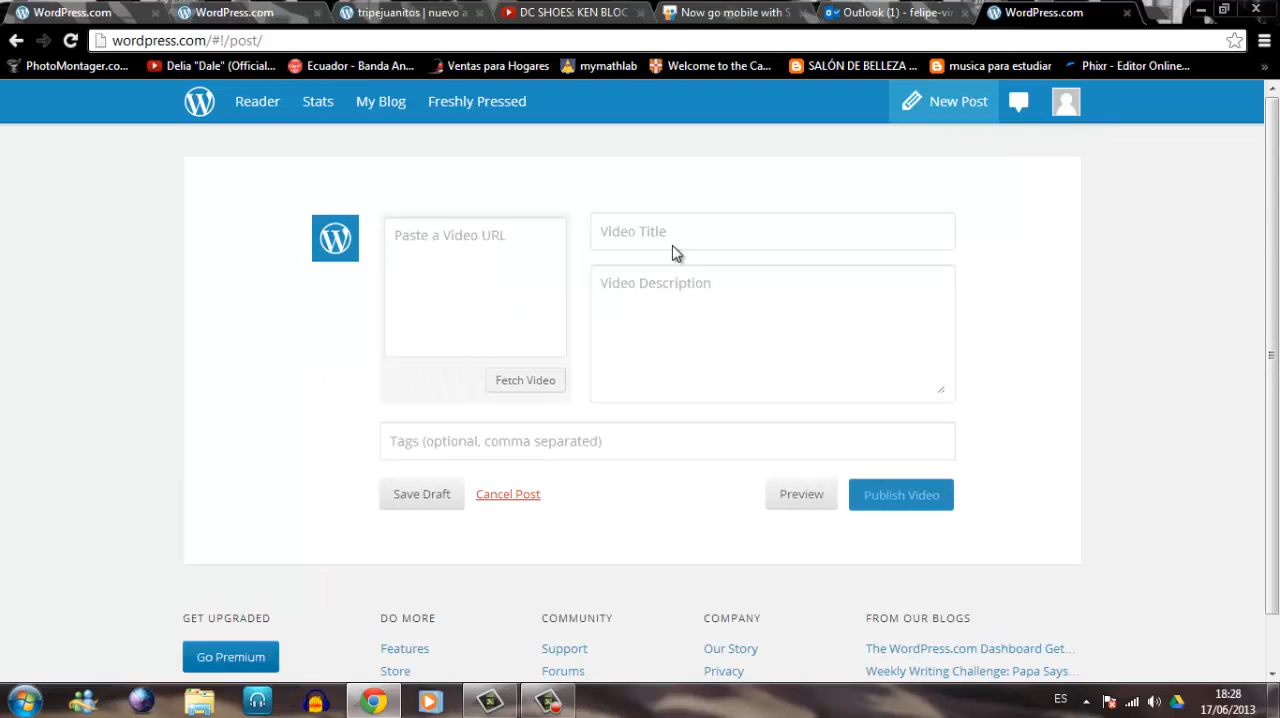 WordPress.com
WordPress.com
tripejuanitos | nuevo a
DC SHOES: KEN BLOC
Now go mobile with S
Outlook (1) - felipe-vi
WordPress.com
wordpress.com/#!/post/
PhotoMontager.co...
Delia "Dale" (Official...
Ecuador - Banda An...
Ventas para Hogares
mymathlab
Welcome to the Ca...
SALÓN DE BELLEZA ...
musica para estudiar
Phixr - Editor Online...
»
Reader
Stats
My Blog
Freshly Pressed
New Post
Paste a Video URL
Video Title
Video Description
Fetch Video
Tags (optional, comma separated)
Save Draft
Cancel Post
Preview
Publish Video
GET UPGRADED
DO MORE
COMMUNITY
COMPANY
FROM OUR BLOGS
Go Premium
Features
Support
Our Story
The WordPress.com Dashboard Get...
Store
Forums
Privacy
Weekly Writing Challenge: Papa Says...
ES
18:28
17/06/2013